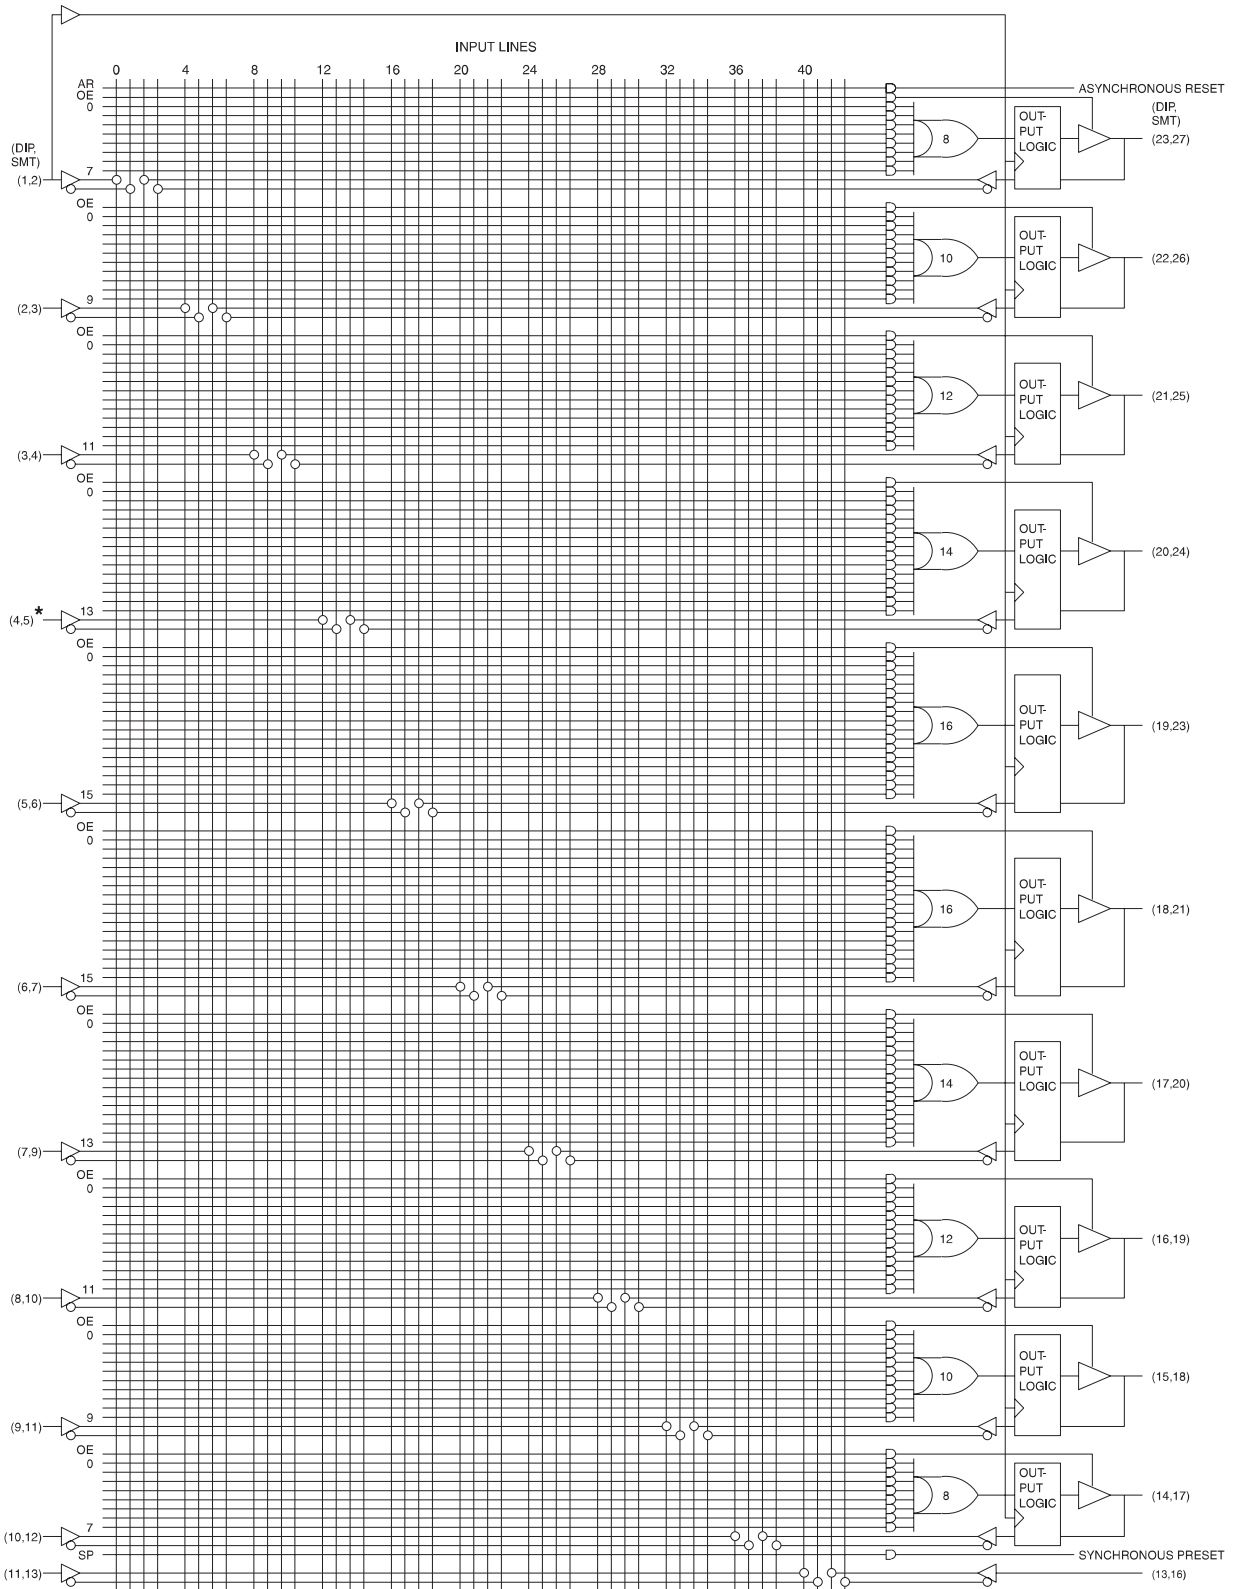 INPUT LINES
0 4 8 12 16 20 24 28 32 36 40
AR
OE
0
ASYNCHRONOUS RESET
(DIP,
SMT)
8
OUT-
PUT
LOGIC
(23,27)
(DIP,
SMT)
7
(1,2)
OE
0
10
OUT-
PUT
LOGIC
(22,26)
9
(2,3)
OE
0
12
OUT-
PUT
LOGIC
(21,25)
11
(3,4)
OE
0
14
OUT-
PUT
LOGIC
(20,24)
13
(4,5)*
OE
0
16
OUT-
PUT
LOGIC
(19,23)
15
(5,6)
OE
0
16
OUT-
PUT
LOGIC
(18,21)
15
(6,7)
OE
0
14
OUT-
PUT
LOGIC
(17,20)
13
(7,9)
OE
0
12
OUT-
PUT
LOGIC
(16,19)
11
(8,10)
OE
0
10
OUT-
PUT
LOGIC
(15,18)
9
(9,11)
OE
0
8
OUT-
PUT
LOGIC
(14,17)
7
(10,12)
SP
SYNCHRONOUS PRESET
(11,13)
(13,16)